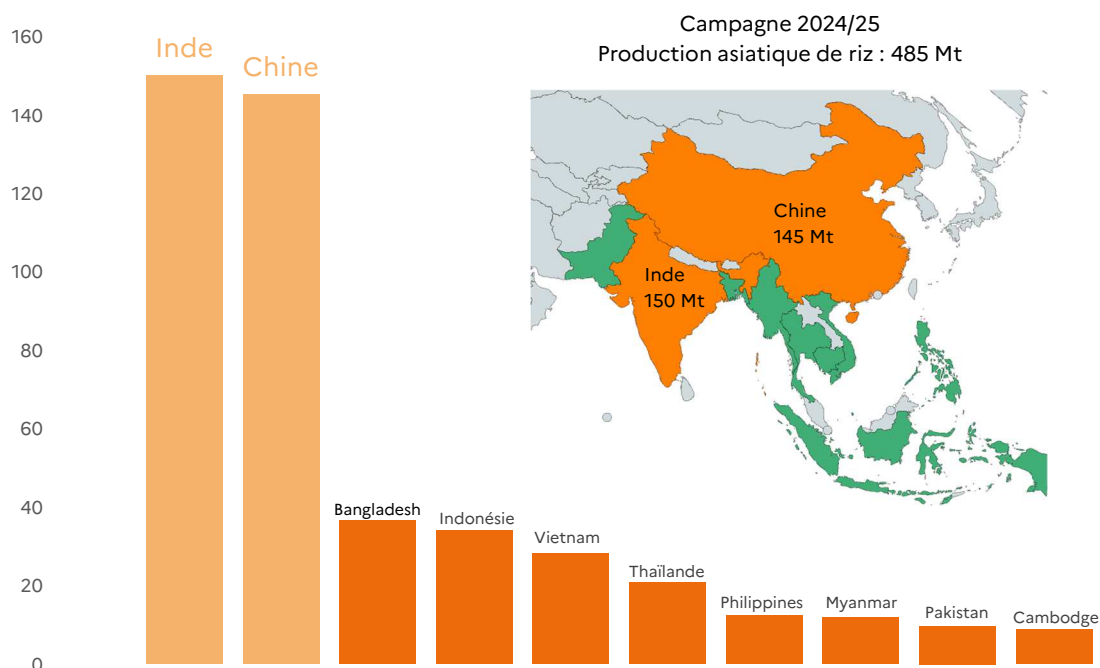 Campagne 2024/25
Production asiatique de riz : 485 Mt
160
140
120
100
80
60
40
20
0
Inde
Chine
Bangladesh
Indonésie
Vietnam
Thaïlande
Philippines
Myanmar
Pakistan
Cambodge
Chine
145 Mt
Inde
150 Mt